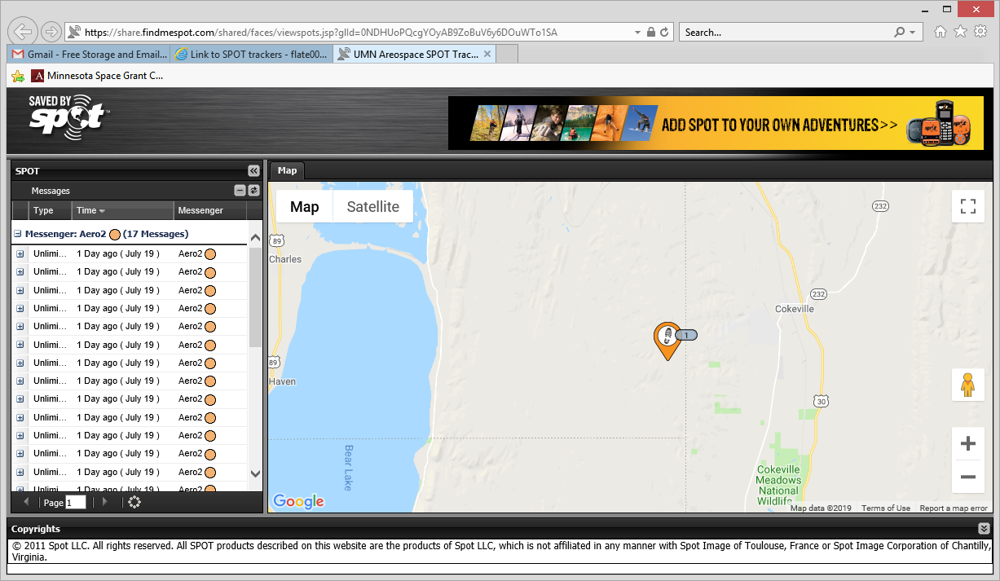 https://share.findmespot.com/shared/faces/viewspots.jsp?glId=0NDHUoPQcgYOyAB9ZoBuV6y6DOuWTo1SA
Search...
Gmail - Free Storage and Email...
Link to SPOT trackers - flate00...
UMN Areospace SPOT Trac...
Minnesota Space Grant C...
SAVED BY
spot
ADD SPOT TO YOUR OWN ADVENTURES>>
SPOT
Messages
Type Time Messenger
Messenger: Aero2 (17 Messages)
Unlimi... 1 Day ago ( July 19 ) Aero2
Unlimi... 1 Day ago ( July 19 ) Aero2
Unlimi... 1 Day ago ( July 19 ) Aero2
Unlimi... 1 Day ago ( July 19 ) Aero2
Unlimi... 1 Day ago ( July 19 ) Aero2
Unlimi... 1 Day ago ( July 19 ) Aero2
Unlimi... 1 Day ago ( July 19 ) Aero2
Unlimi... 1 Day ago ( July 19 ) Aero2
Unlimi... 1 Day ago ( July 19 ) Aero2
Unlimi... 1 Day ago ( July 19 ) Aero2
Unlimi... 1 Day ago ( July 19 ) Aero2
Unlimi... 1 Day ago ( July 19 ) Aero2
Unlimi... 1 Day ago ( July 19 ) Aero2
Unlimi... 1 Day ago ( July 19 ) Aero2
Page 1
Map
Map
Satellite
232
89
Charles
232
Cokeville
1
89
Haven
30
Bear Lake
Cokeville
Meadows
National
Wildlife
Google
Map data ©2019 Terms of Use Report a map error
Copyrights
© 2011 Spot LLC. All rights reserved. All SPOT products described on this website are the products of Spot LLC, which is not affiliated in any manner with Spot Image of Toulouse, France or Spot Image Corporation of Chantilly,
Virginia.